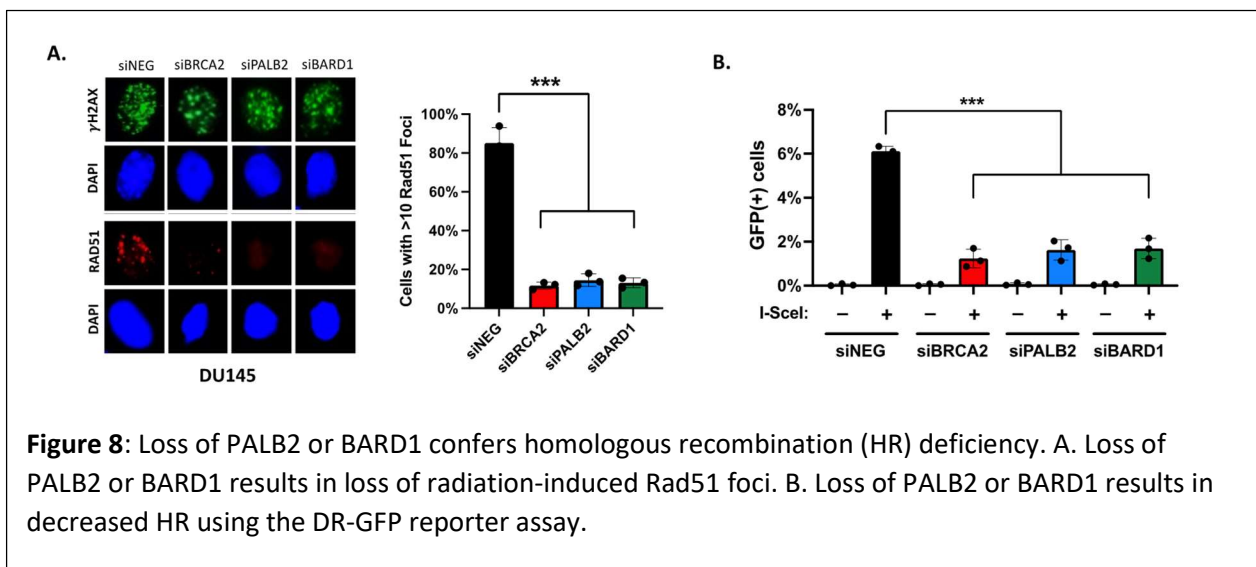 A.
siNEG siBRCA2 siPALB2 siBARD1
γH2AX
DAPI
RAD51
DAPI
DU145
***
Cells with >10 Rad51 Foci
100%
80%
60%
40%
20%
0%
siNEG
siBRCA2
siPALB2
siBARD1
B.
***
GFP(+) cells
8%
6%
4%
2%
0%
I-SceI: – + – + – + – +
siNEG siBRCA2 siPALB2 siBARD1
Figure 8: Loss of PALB2 or BARD1 confers homologous recombination (HR) deficiency. A. Loss of
PALB2 or BARD1 results in loss of radiation-induced Rad51 foci. B. Loss of PALB2 or BARD1 results in
decreased HR using the DR-GFP reporter assay.